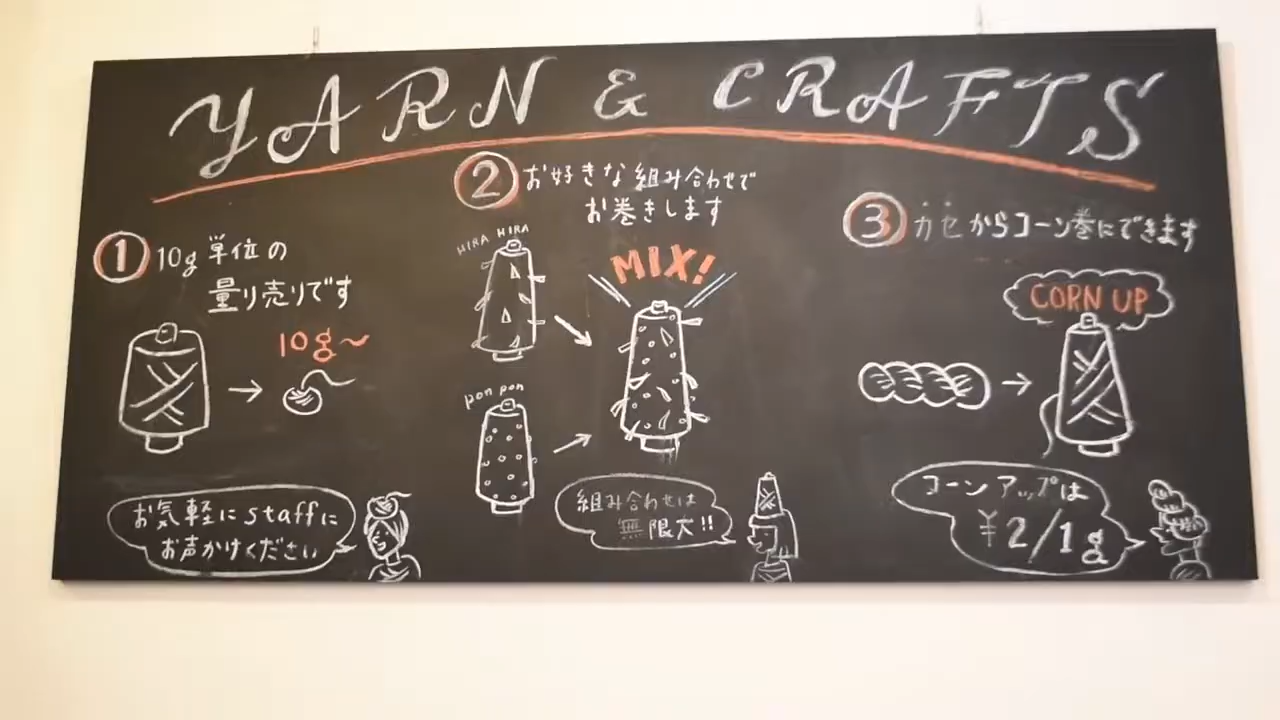 YARN & CRAFTS
① 10g 単位の
量り売りです
10g〜
お気軽にstaffに
お声かけください
② お好きな組み合わせで
お巻きします
HIRA HIRA
MIX!
pon pon
組み合わせは
無限大!!
③ カセからコーン巻にできます
CORN UP
コーンアップは
¥2/1g